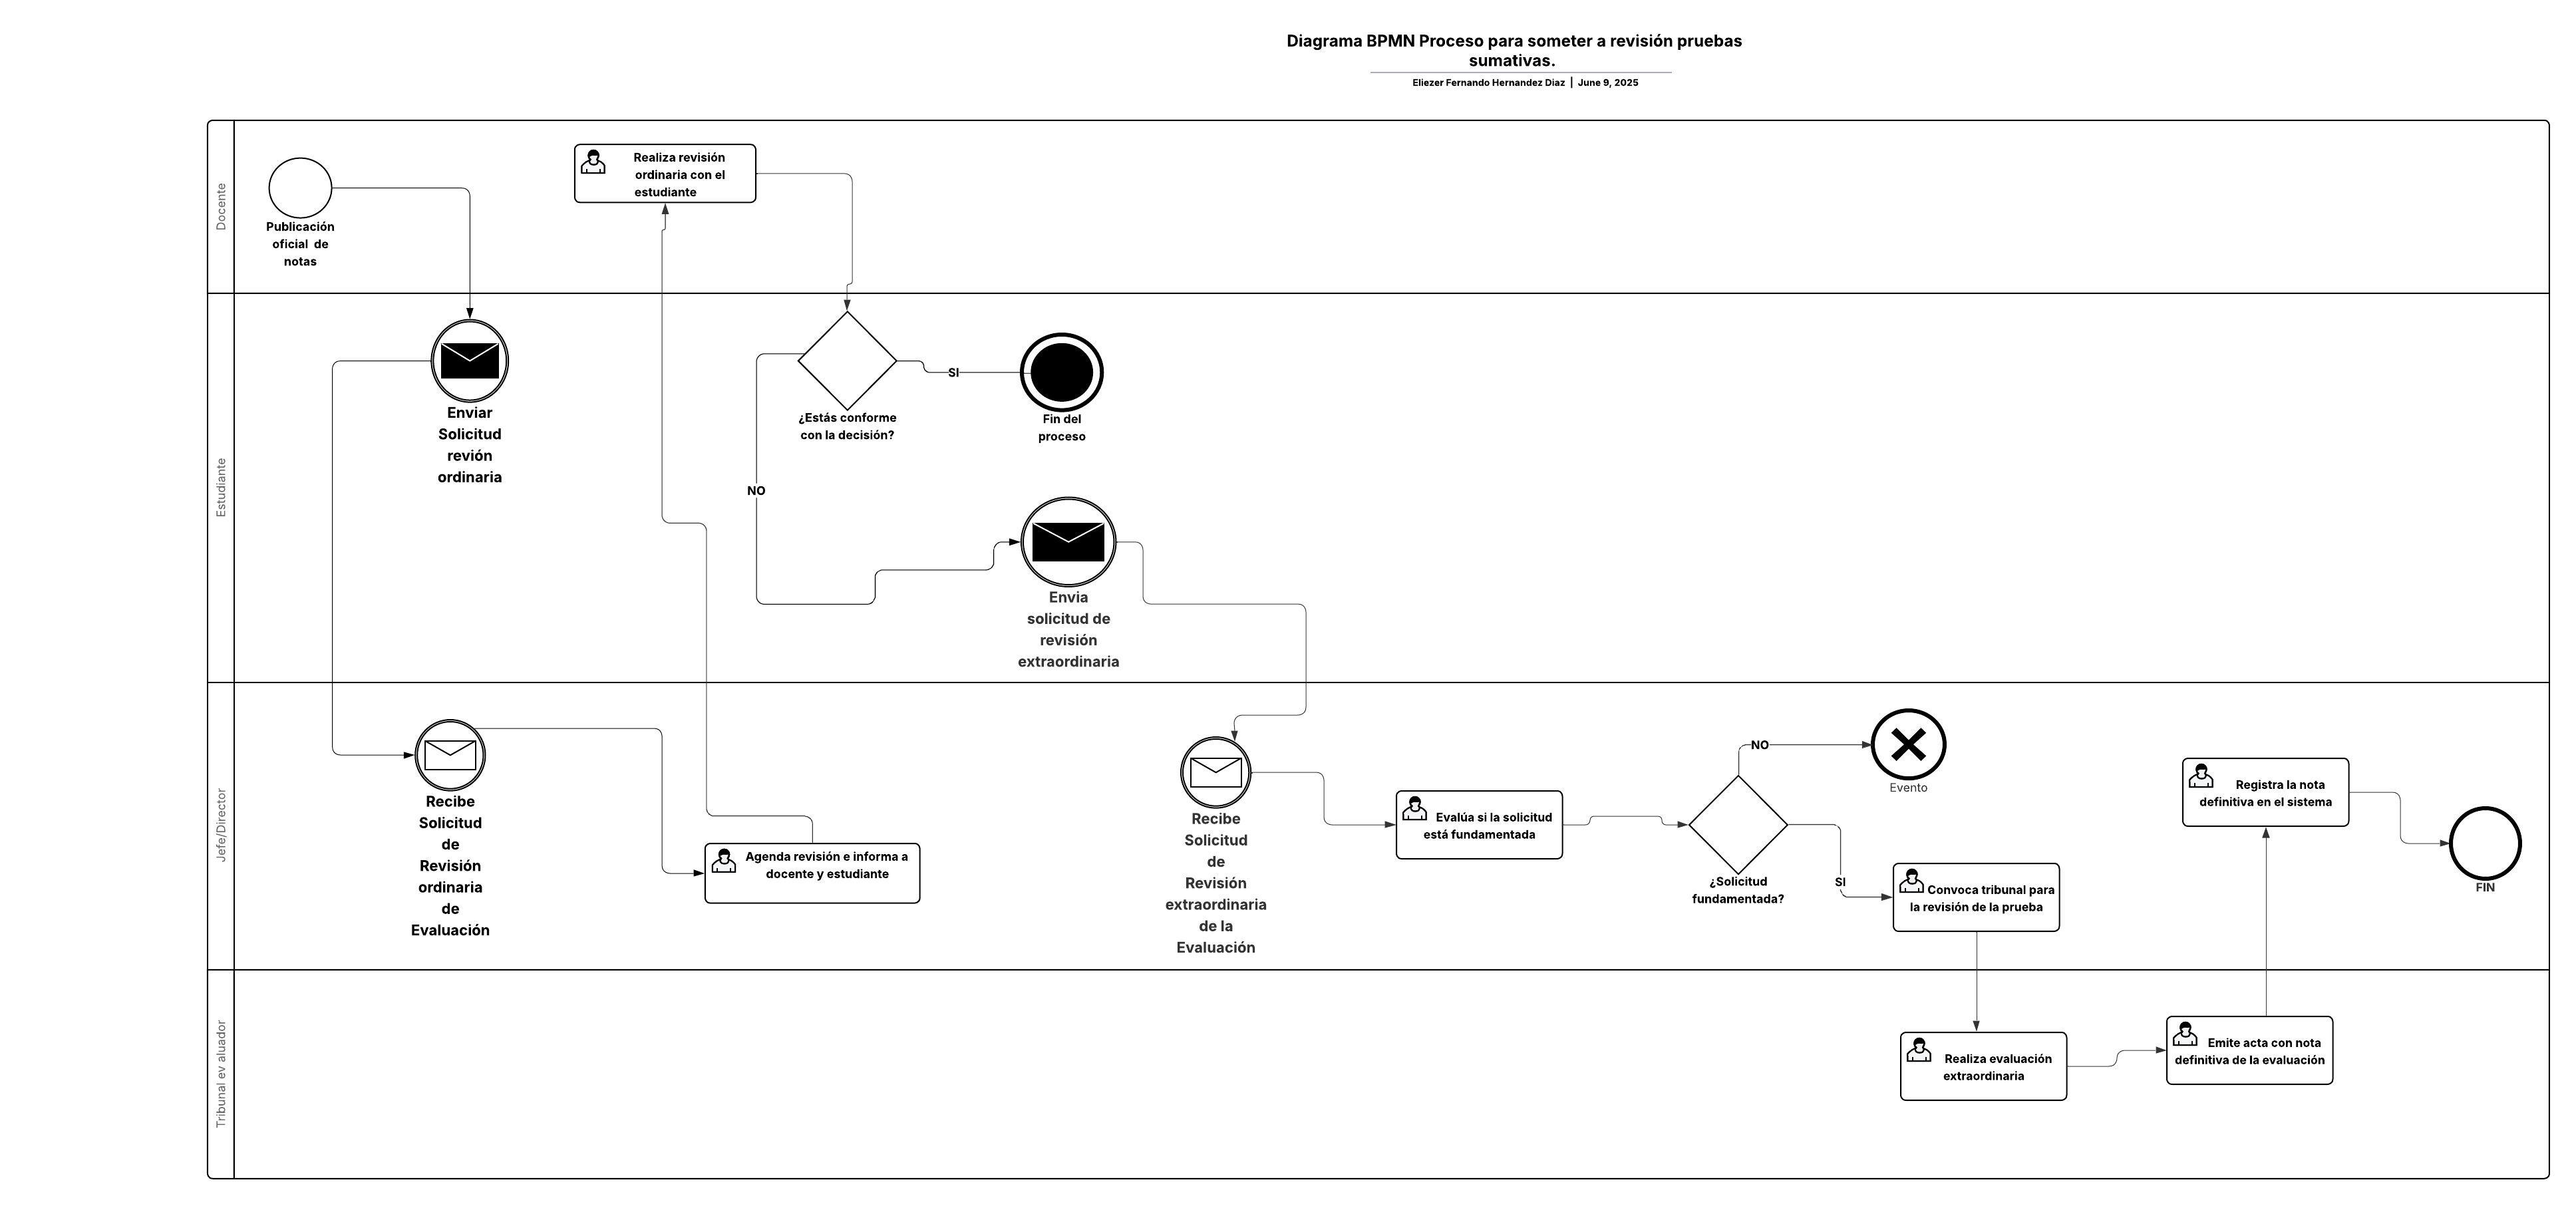 Diagrama BPMN Proceso para someter a revisión pruebas
sumativas.
Eliezer Fernando Hernandez Diaz | June 9, 2025
Docente
Publicación
oficial de
notas
Realiza revisión
ordinaria con el
estudiante
Estudiante
Enviar
Solicitud
revión
ordinaria
¿Estás conforme
con la decisión?
SI
Fin del
proceso
NO
Envia
solicitud de
revisión
extraordinaria
Jefe/Director
Recibe
Solicitud
de
Revisión
ordinaria
de
Evaluación
Agenda revisión e informa a
docente y estudiante
Recibe
Solicitud
de
Revisión
extraordinaria
de la
Evaluación
Evalúa si la solicitud
está fundamentada
¿Solicitud
fundamentada?
NO
Evento
SI
Convoca tribunal para
la revisión de la prueba
Registra la nota
definitiva en el sistema
FIN
Tribunal ev aluador
Realiza evaluación
extraordinaria
Emite acta con nota
definitiva de la evaluación